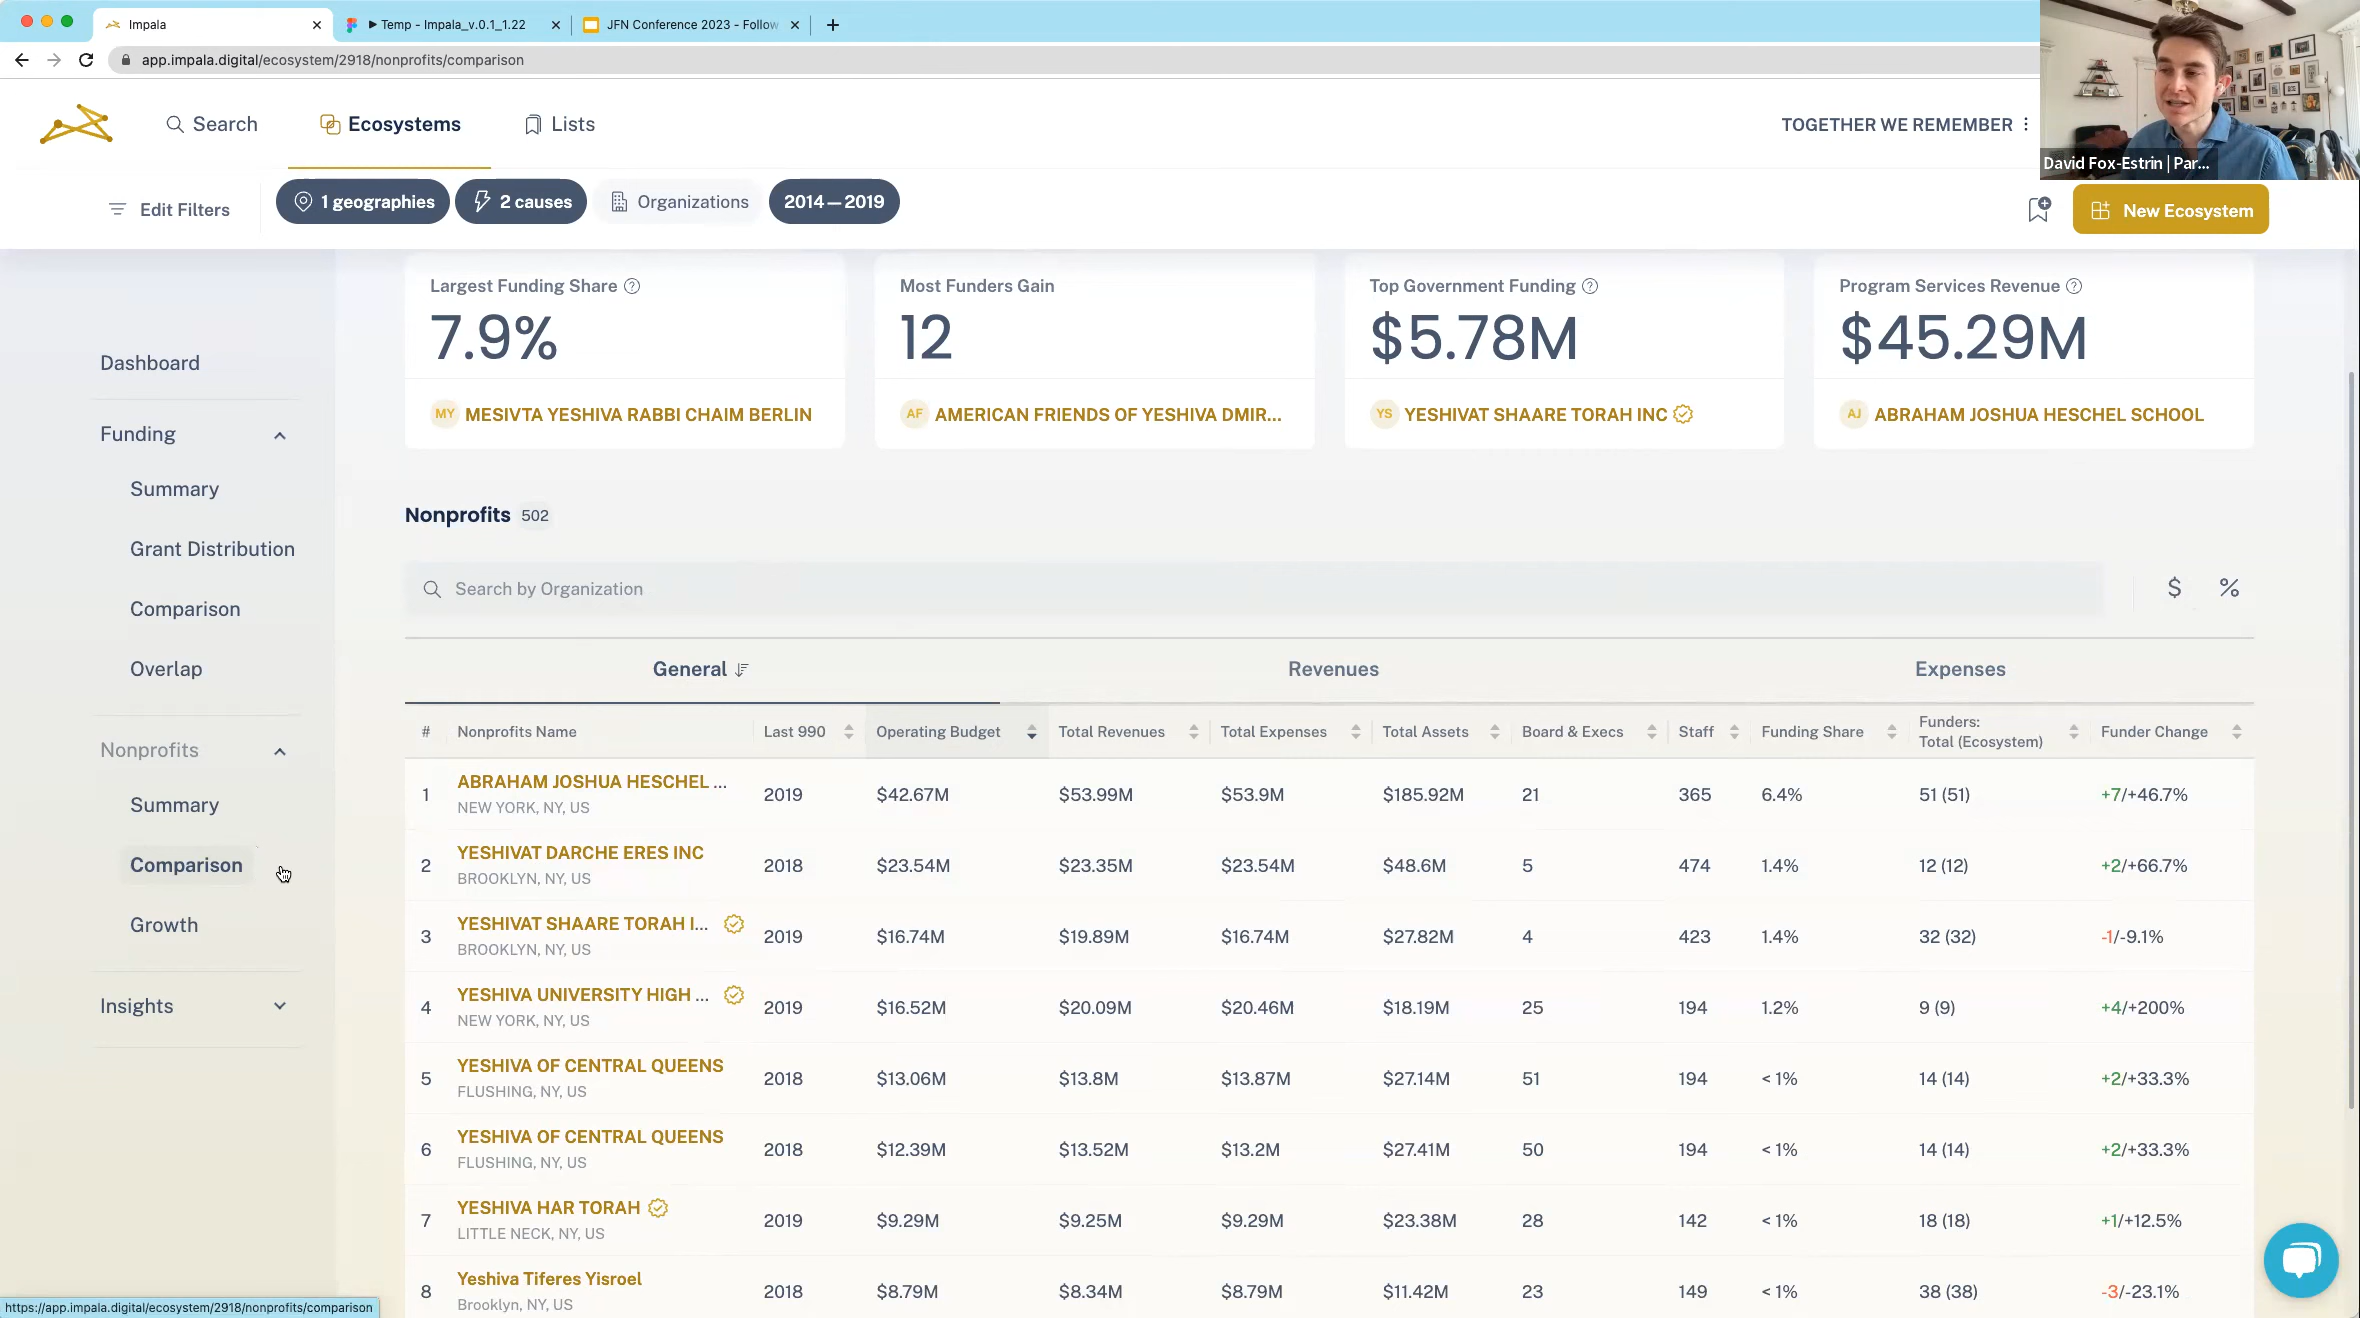 Impala
Temp - Impala_v.0.1_1.22
JFN Conference 2023 - Follow
app.impala.digital/ecosystem/2918/nonprofits/comparison
Search
Ecosystems
Lists
TOGETHER WE REMEMBER
David Fox-Estrin | Par...
Edit Filters
1 geographies
2 causes
Organizations
2014 — 2019
New Ecosystem
Largest Funding Share
7.9%
MY MESIVTA YESHIVA RABBI CHAIM BERLIN
Most Funders Gain
12
AF AMERICAN FRIENDS OF YESHIVA DMIR...
Top Government Funding
$5.78M
YS YESHIVAT SHAARE TORAH INC
Program Services Revenue
$45.29M
AJ ABRAHAM JOSHUA HESCHEL SCHOOL
Dashboard
Funding
Summary
Grant Distribution
Comparison
Overlap
Nonprofits
Summary
Comparison
Growth
Insights
Nonprofits 502
Search by Organization
$ %
General Revenues Expenses
# Nonprofits Name Last 990 Operating Budget Total Revenues Total Expenses Total Assets Board & Execs Staff Funding Share Funders: Total (Ecosystem) Funder Change
1 ABRAHAM JOSHUA HESCHEL ... 2019 $42.67M $53.99M $53.9M $185.92M 21 365 6.4% 51 (51) +7/+46.7%
NEW YORK, NY, US
2 YESHIVAT DARCHE ERES INC 2018 $23.54M $23.35M $23.54M $48.6M 5 474 1.4% 12 (12) +2/+66.7%
BROOKLYN, NY, US
3 YESHIVAT SHAARE TORAH I... 2019 $16.74M $19.89M $16.74M $27.82M 4 423 1.4% 32 (32) -1/-9.1%
BROOKLYN, NY, US
4 YESHIVA UNIVERSITY HIGH ... 2019 $16.52M $20.09M $20.46M $18.19M 25 194 1.2% 9 (9) +4/+200%
NEW YORK, NY, US
5 YESHIVA OF CENTRAL QUEENS 2018 $13.06M $13.8M $13.87M $27.14M 51 194 < 1% 14 (14) +2/+33.3%
FLUSHING, NY, US
6 YESHIVA OF CENTRAL QUEENS 2018 $12.39M $13.52M $13.2M $27.41M 50 194 < 1% 14 (14) +2/+33.3%
FLUSHING, NY, US
7 YESHIVA HAR TORAH 2019 $9.29M $9.25M $9.29M $23.38M 28 142 < 1% 18 (18) +1/+12.5%
LITTLE NECK, NY, US
8 Yeshiva Tiferes Yisroel 2018 $8.79M $8.34M $8.79M $11.42M 23 149 < 1% 38 (38) -3/-23.1%
Brooklyn, NY, US
https://app.impala.digital/ecosystem/2918/nonprofits/comparison